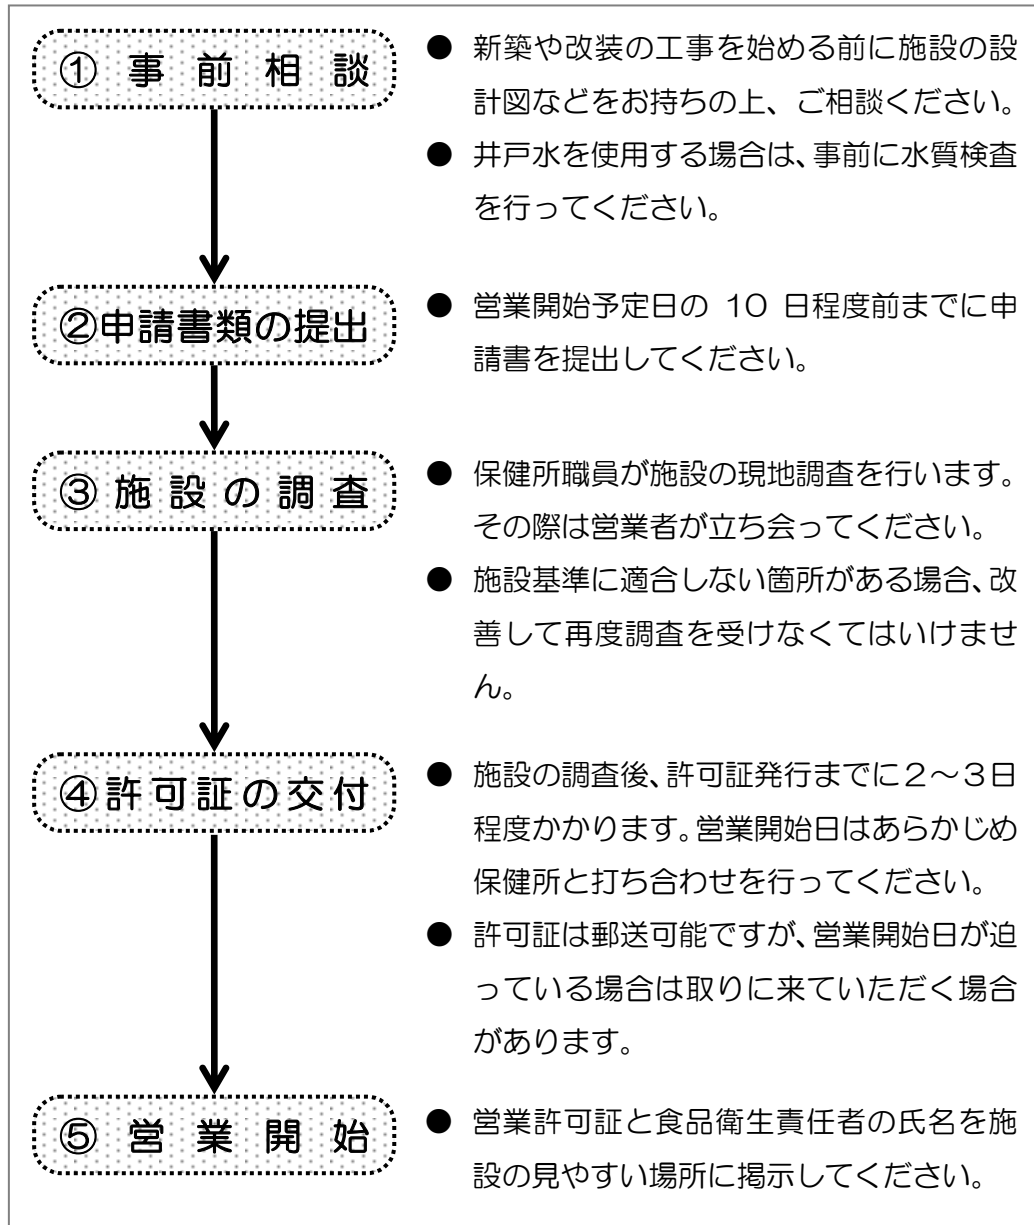 ①事前相談
● 新築や改装の工事を始める前に施設の設
計図などをお持ちの上、ご相談ください。
● 井戸水を使用する場合は、事前に水質検査
を行ってください。
②申請書類の提出
● 営業開始予定日の 10 日程度前までに申
請書を提出してください。
③施設の調査
● 保健所職員が施設の現地調査を行います。
その際は営業者が立ち会ってください。
● 施設基準に適合しない箇所がある場合、改
善して再度調査を受けなくてはいけませ
ん。
④許可証の交付
● 施設の調査後、許可証発行までに２～３日
程度かかります。営業開始日はあらかじめ
保健所と打ち合わせを行ってください。
● 許可証は郵送可能ですが、営業開始日が迫
っている場合は取りに来ていただく場合
があります。
⑤営業開始
● 営業許可証と食品衛生責任者の氏名を施
設の見やすい場所に掲示してください。